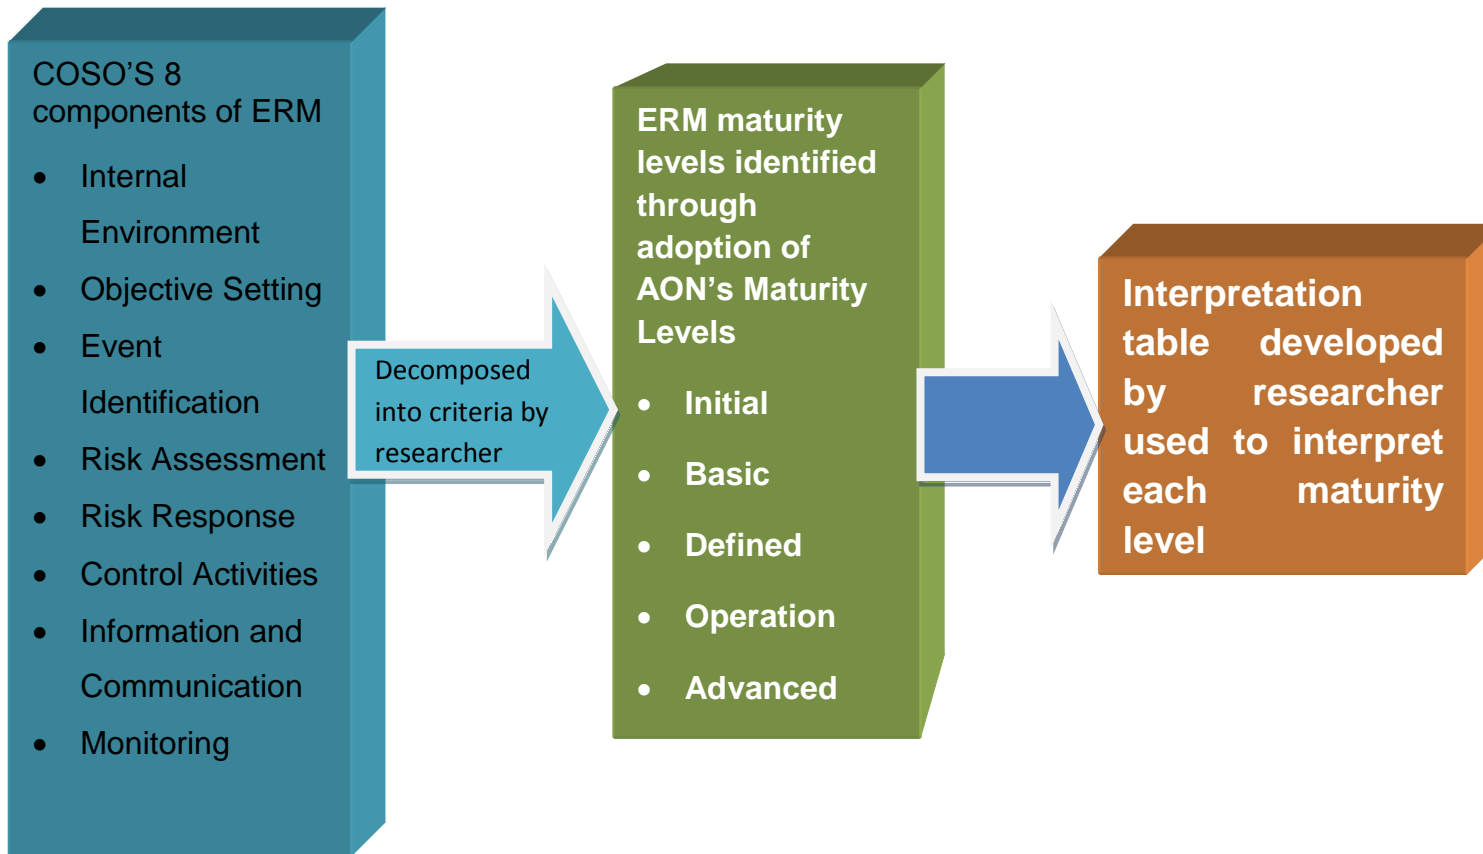 COSO’S 8
components of ERM
• Internal
Environment
• Objective Setting
• Event
Identification
• Risk Assessment
• Risk Response
• Control Activities
• Information and
Communication
• Monitoring
Decomposed
into criteria by
researcher
ERM maturity
levels identified
through
adoption of
AON’s Maturity
Levels
• Initial
• Basic
• Defined
• Operation
• Advanced
Interpretation
table developed
by researcher
used to interpret
each maturity
level